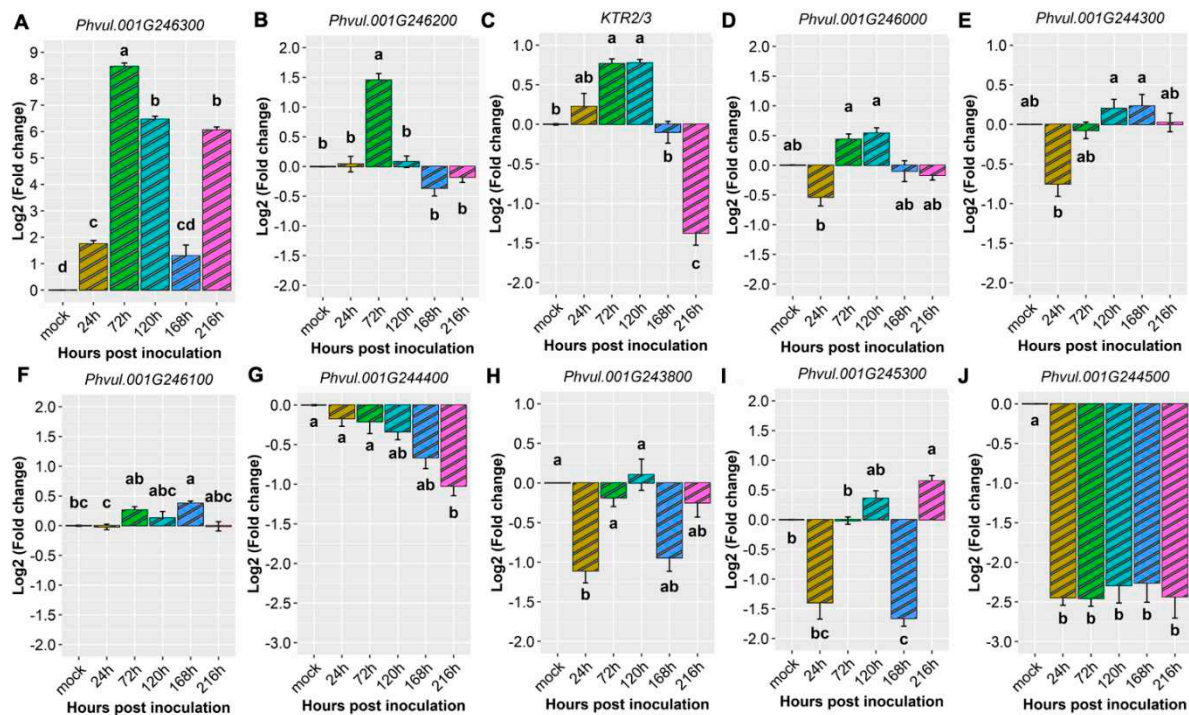 A
Phvul.001G246300
Log2 (Fold change)
9
8
7
6
5
4
3
2
1
0
d
c
a
b
cd
b
mock
24h
72h
120h
168h
216h
Hours post inoculation
B
Phvul.001G246200
Log2 (Fold change)
2.0
1.5
1.0
0.5
0.0
-0.5
-1.0
-1.5
-2.0
b
b
a
b
b
b
mock
24h
72h
120h
168h
216h
Hours post inoculation
C
KTR2/3
Log2 (Fold change)
1.0
0.5
0.0
-0.5
-1.0
-1.5
-2.0
b
ab
a
a
b
c
mock
24h
72h
120h
168h
216h
Hours post inoculation
D
Phvul.001G246000
Log2 (Fold change)
2.0
1.5
1.0
0.5
0.0
-0.5
-1.0
-1.5
-2.0
ab
b
a
a
ab
ab
mock
24h
72h
120h
168h
216h
Hours post inoculation
E
Phvul.001G244300
Log2 (Fold change)
1.0
0.5
0.0
-0.5
-1.0
-1.5
-2.0
ab
b
ab
a
a
ab
mock
24h
72h
120h
168h
216h
Hours post inoculation
F
Phvul.001G246100
Log2 (Fold change)
2.0
1.5
1.0
0.5
0.0
-0.5
-1.0
-1.5
-2.0
bc
c
ab
abc
a
abc
mock
24h
72h
120h
168h
216h
Hours post inoculation
G
Phvul.001G244400
Log2 (Fold change)
0.0
-0.5
-1.0
-1.5
-2.0
-2.5
-3.0
a
a
a
ab
ab
b
mock
24h
72h
120h
168h
216h
Hours post inoculation
H
Phvul.001G243800
Log2 (Fold change)
1.0
0.5
0.0
-0.5
-1.0
-1.5
-2.0
a
b
a
a
ab
ab
mock
24h
72h
120h
168h
216h
Hours post inoculation
I
Phvul.001G245300
Log2 (Fold change)
2.0
1.5
1.0
0.5
0.0
-0.5
-1.0
-1.5
-2.0
b
bc
b
ab
c
a
mock
24h
72h
120h
168h
216h
Hours post inoculation
J
Phvul.001G244500
Log2 (Fold change)
0.0
-0.5
-1.0
-1.5
-2.0
-2.5
-3.0
a
b
b
b
b
b
mock
24h
72h
120h
168h
216h
Hours post inoculation